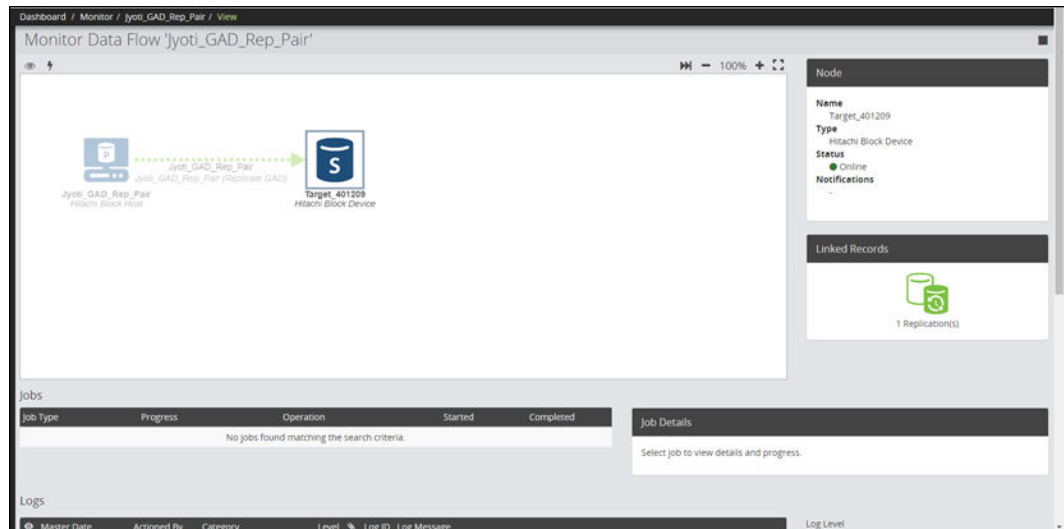 Dashboard / Monitor / Jyoti_GAD_Rep_Pair / View
Monitor Data Flow 'Jyoti_GAD_Rep_Pair'
100%
P
Jyoti_GAD_Rep_Pair
Hitachi Block Host
Jyoti_GAD_Rep_Pair
Jyoti_GAD_Rep_Pair (Replicate GAD)
S
Target_401209
Hitachi Block Device
Node
Name
Target_401209
Type
Hitachi Block Device
Status
Online
Notifications
Linked Records
1 Replication(s)
Jobs
Job Type Progress Operation Started Completed
No jobs found matching the search criteria.
Job Details
Select job to view details and progress.
Logs
Master Date Actioned By Category Level Log ID Log Message
Log Level